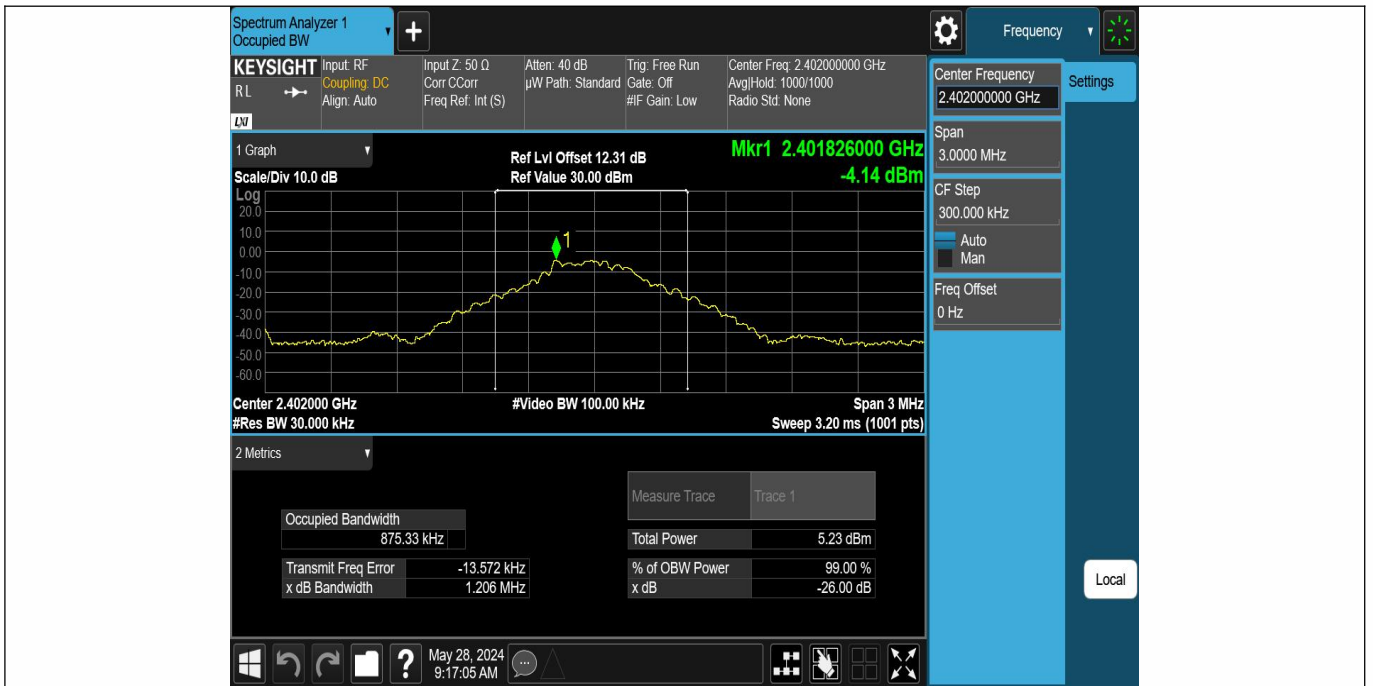 Spectrum Analyzer 1
Occupied BW
Frequency
KEYSIGHT
RL
LXI
Input: RF
Coupling: DC
Align: Auto
Input Z: 50 Ω
Corr CCorr
Freq Ref: Int (S)
Atten: 40 dB
µW Path: Standard
Trig: Free Run
Gate: Off
#IF Gain: Low
Center Freq: 2.402000000 GHz
Avg|Hold: 1000/1000
Radio Std: None
Center Frequency
2.402000000 GHz
Settings
Span
3.0000 MHz
CF Step
300.000 kHz
Auto
Man
Freq Offset
0 Hz
Local
1 Graph
Scale/Div 10.0 dB
Ref Lvl Offset 12.31 dB
Ref Value 30.00 dBm
Mkr1 2.401826000 GHz
-4.14 dBm
Log
20.0
10.0
0.00
-10.0
-20.0
-30.0
-40.0
-50.0
-60.0
1
Center 2.402000 GHz
#Video BW 100.00 kHz
Span 3 MHz
#Res BW 30.000 kHz
Sweep 3.20 ms (1001 pts)
2 Metrics
Measure Trace Trace 1
Occupied Bandwidth
875.33 kHz
Total Power 5.23 dBm
Transmit Freq Error -13.572 kHz
% of OBW Power 99.00 %
x dB Bandwidth 1.206 MHz
x dB -26.00 dB
?
May 28, 2024
9:17:05 AM